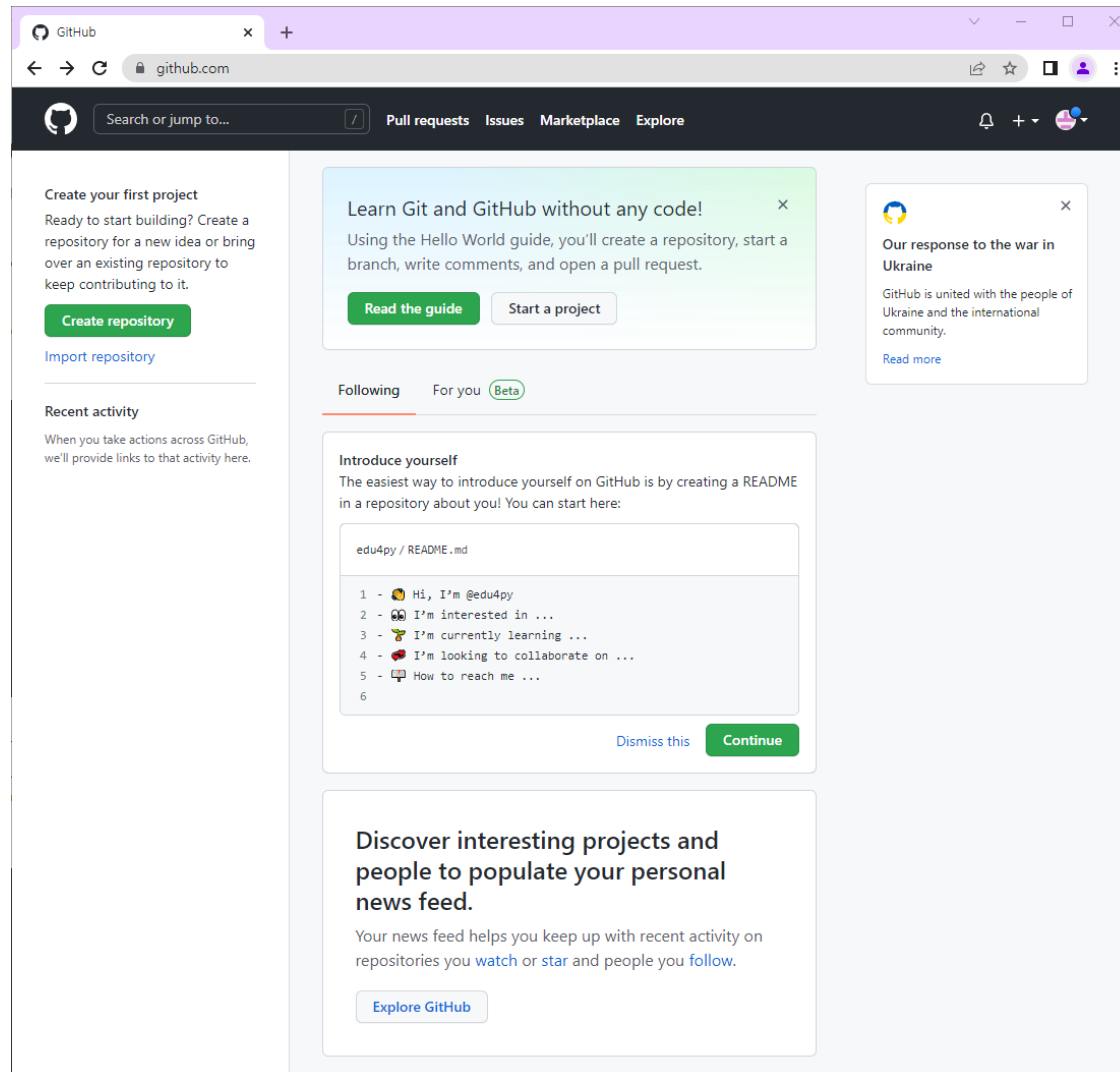 GitHub
github.com
Search or jump to...
/
Pull requests
Issues
Marketplace
Explore
Create your first project
Ready to start building? Create a
repository for a new idea or bring
over an existing repository to
keep contributing to it.
Create repository
Import repository
Recent activity
When you take actions across GitHub,
we'll provide links to that activity here.
Learn Git and GitHub without any code!
Using the Hello World guide, you'll create a repository, start a
branch, write comments, and open a pull request.
Read the guide
Start a project
Following
For you Beta
Introduce yourself
The easiest way to introduce yourself on GitHub is by creating a README
in a repository about you! You can start here:
edu4py / README.md
1 - 👋 Hi, I'm @edu4py
2 - 👀 I'm interested in ...
3 - 🌱 I'm currently learning ...
4 - 💞️ I'm looking to collaborate on ...
5 - 📫 How to reach me ...
6
Dismiss this
Continue
Discover interesting projects and
people to populate your personal
news feed.
Your news feed helps you keep up with recent activity on
repositories you watch or star and people you follow.
Explore GitHub
Our response to the war in
Ukraine
GitHub is united with the people of
Ukraine and the international
community.
Read more